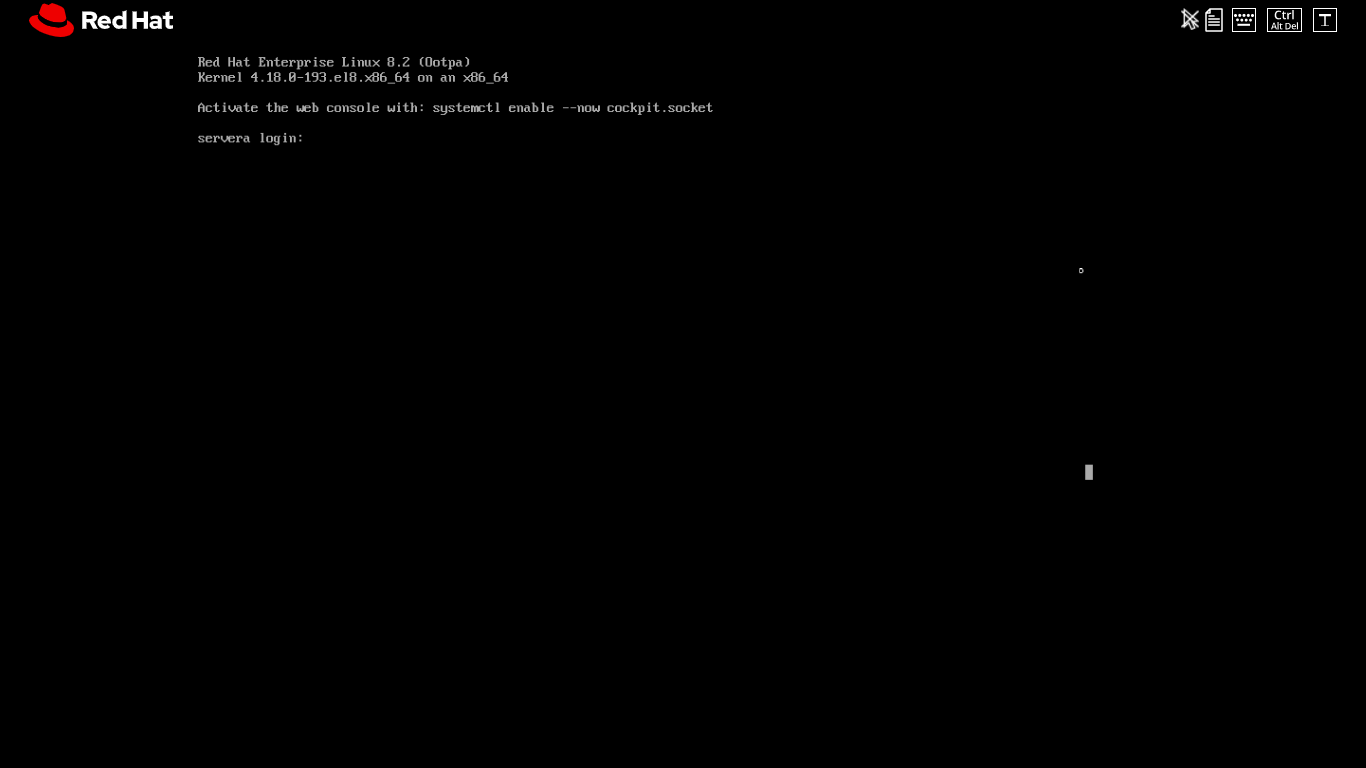 Red Hat
Ctrl
Alt Del
T
Red Hat Enterprise Linux 8.2 (Ootpa)
Kernel 4.18.0-193.el8.x86_64 on an x86_64
Activate the web console with: systemctl enable --now cockpit.socket
servera login: